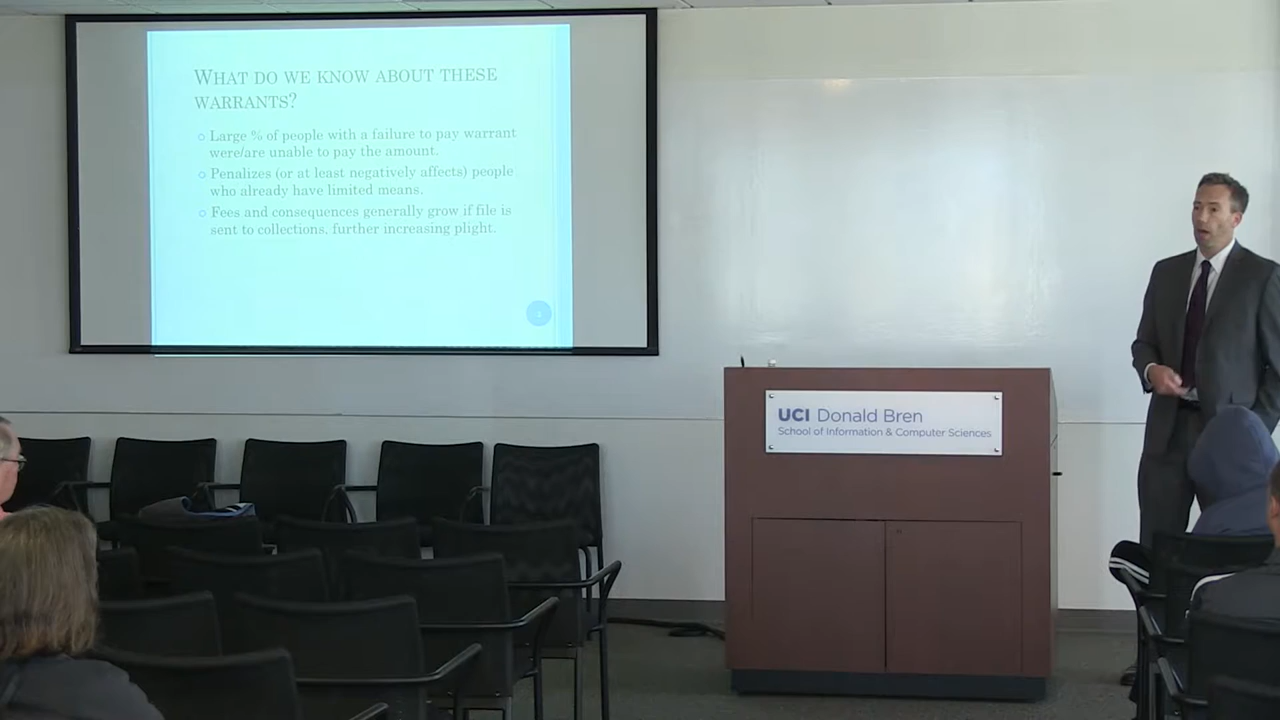 WHAT DO WE KNOW ABOUT THESE
WARRANTS?
Large % of people with a failure to pay warrant
were/are unable to pay the amount.
Penalizes (or at least negatively affects) people
who already have limited means.
Fees and consequences generally grow if file is
sent to collections, further increasing plight.
UCI Donald Bren
School of Information & Computer Sciences